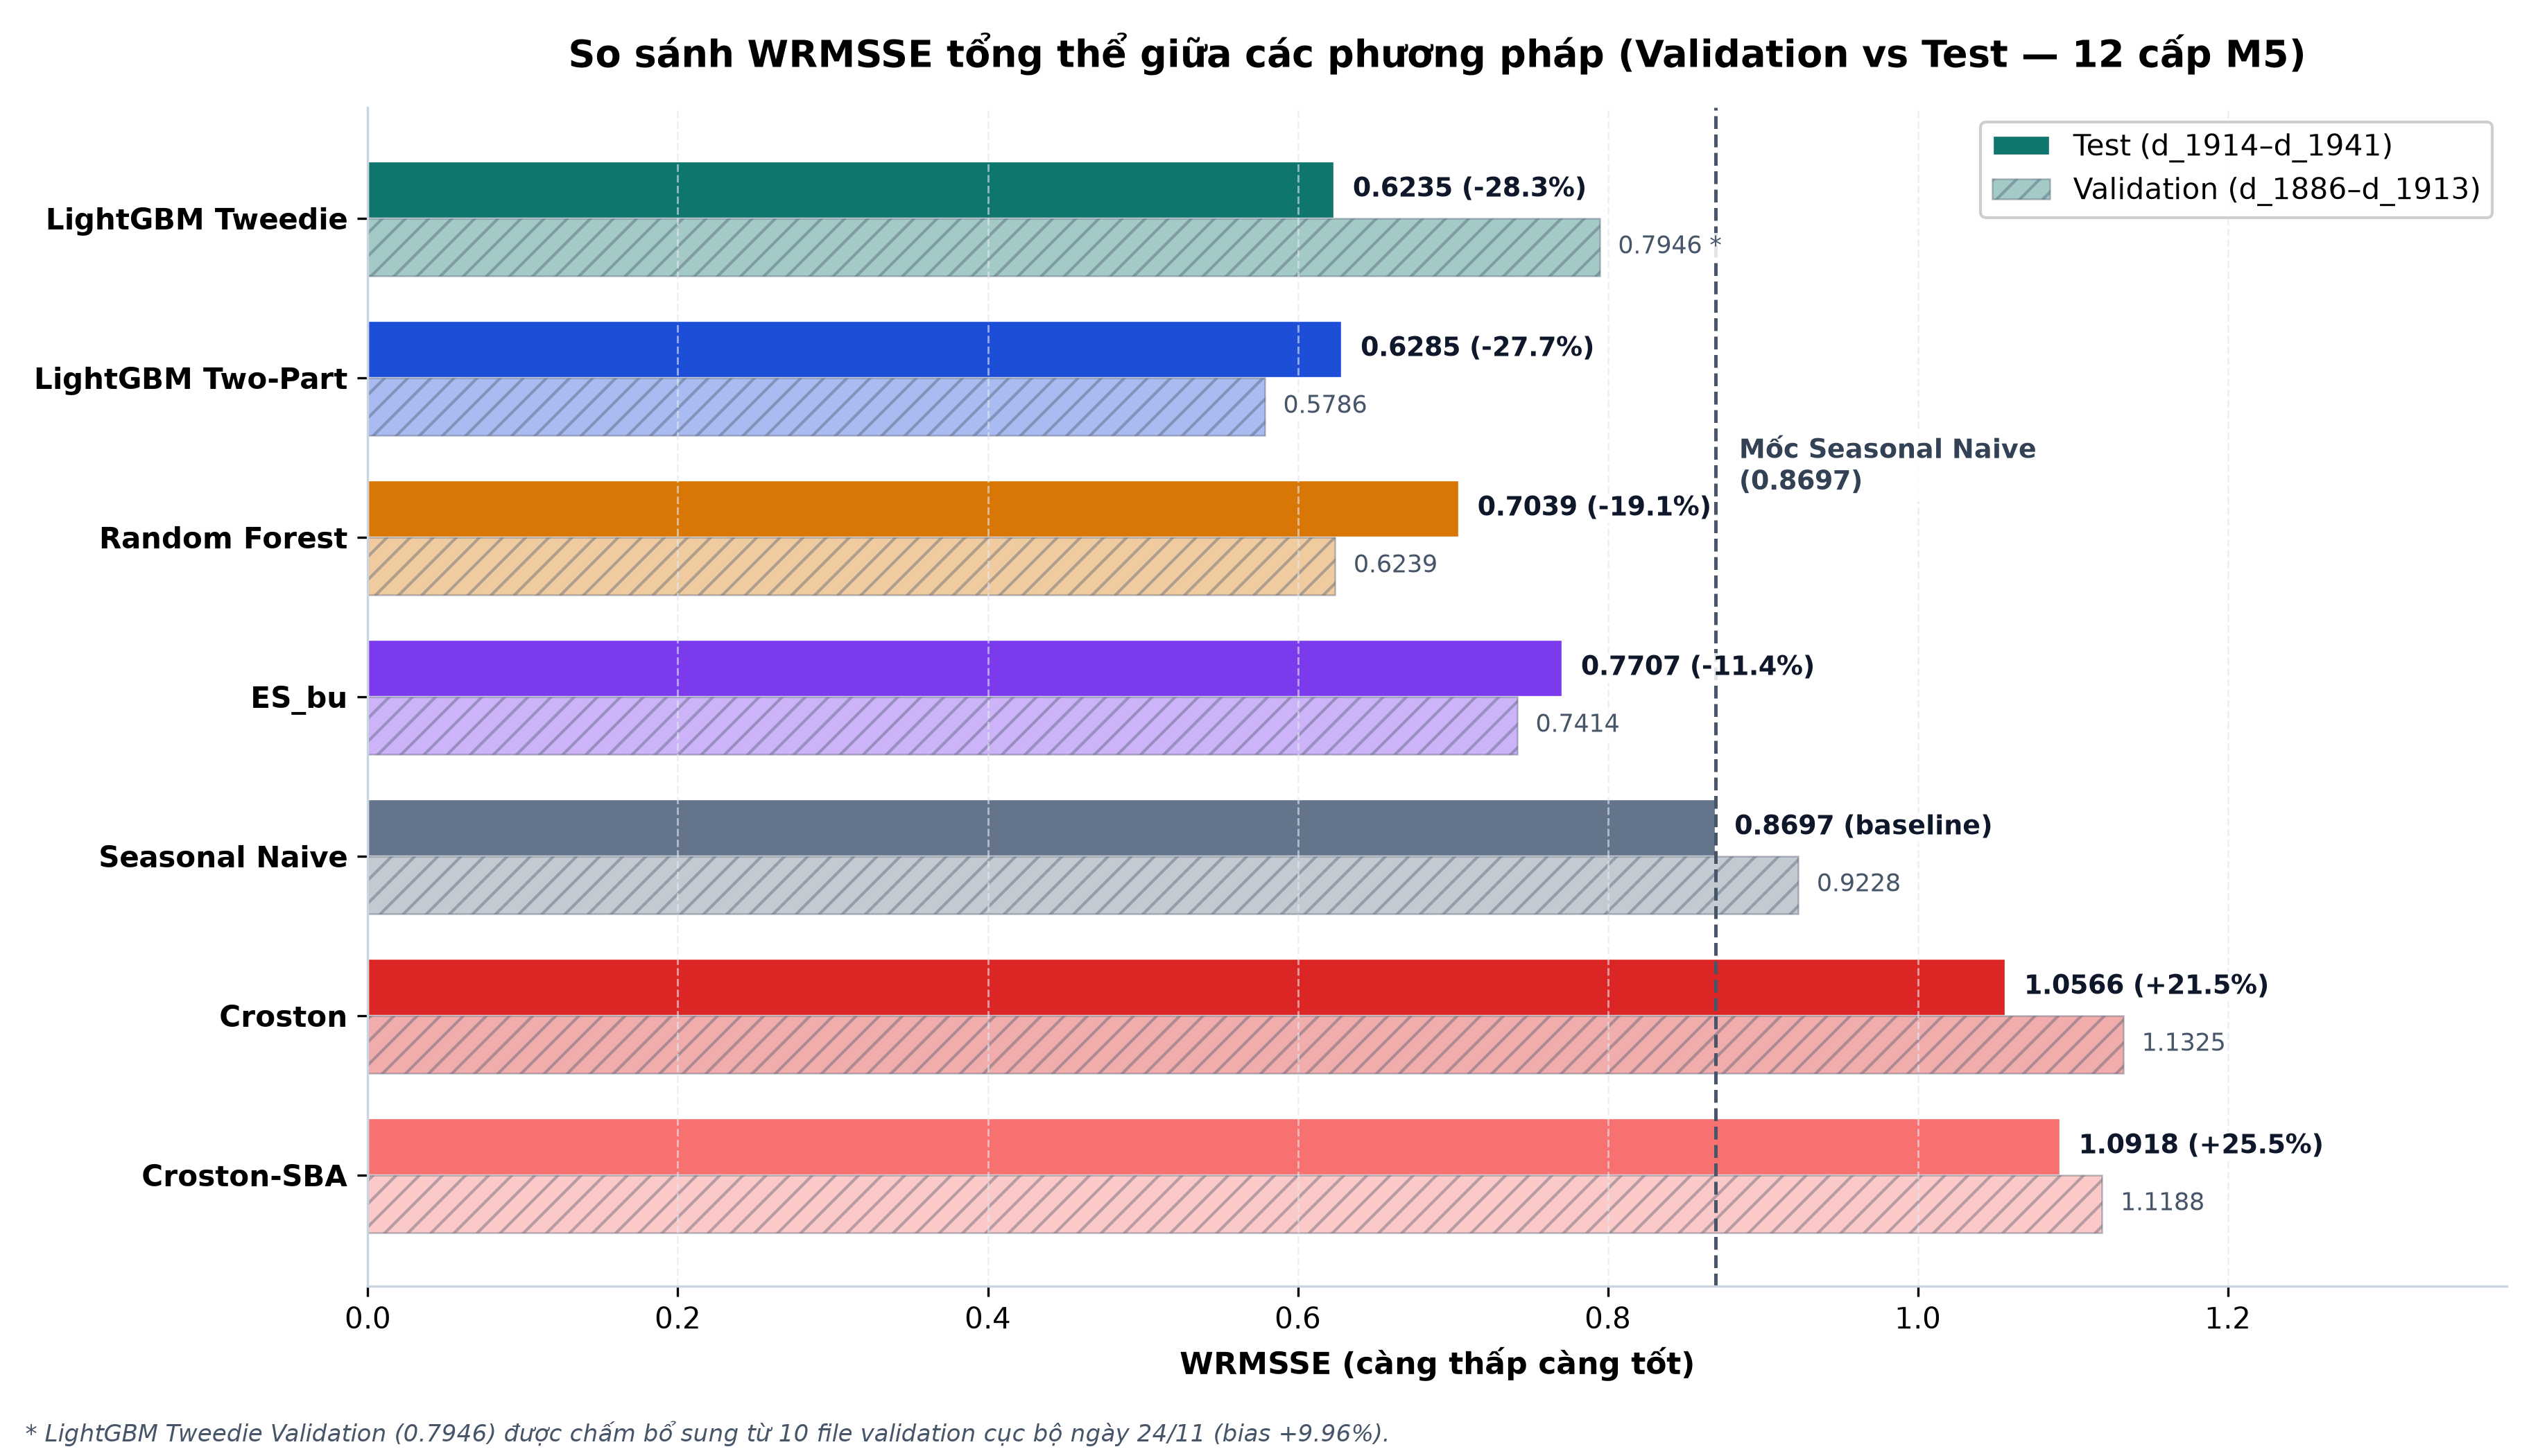 So sánh WRMSSE tổng thể giữa các phương pháp (Validation vs Test — 12 cấp M5)
Test (d_1914–d_1941)
Validation (d_1886–d_1913)
LightGBM Tweedie
0.6235 (-28.3%)
0.7946 *
LightGBM Two-Part
0.6285 (-27.7%)
0.5786
Mốc Seasonal Naive
(0.8697)
Random Forest
0.7039 (-19.1%)
0.6239
ES_bu
0.7707 (-11.4%)
0.7414
Seasonal Naive
0.8697 (baseline)
0.9228
Croston
1.0566 (+21.5%)
1.1325
Croston-SBA
1.0918 (+25.5%)
1.1188
0.0 0.2 0.4 0.6 0.8 1.0 1.2
WRMSSE (càng thấp càng tốt)
* LightGBM Tweedie Validation (0.7946) được chấm bổ sung từ 10 file validation cục bộ ngày 24/11 (bias +9.96%).